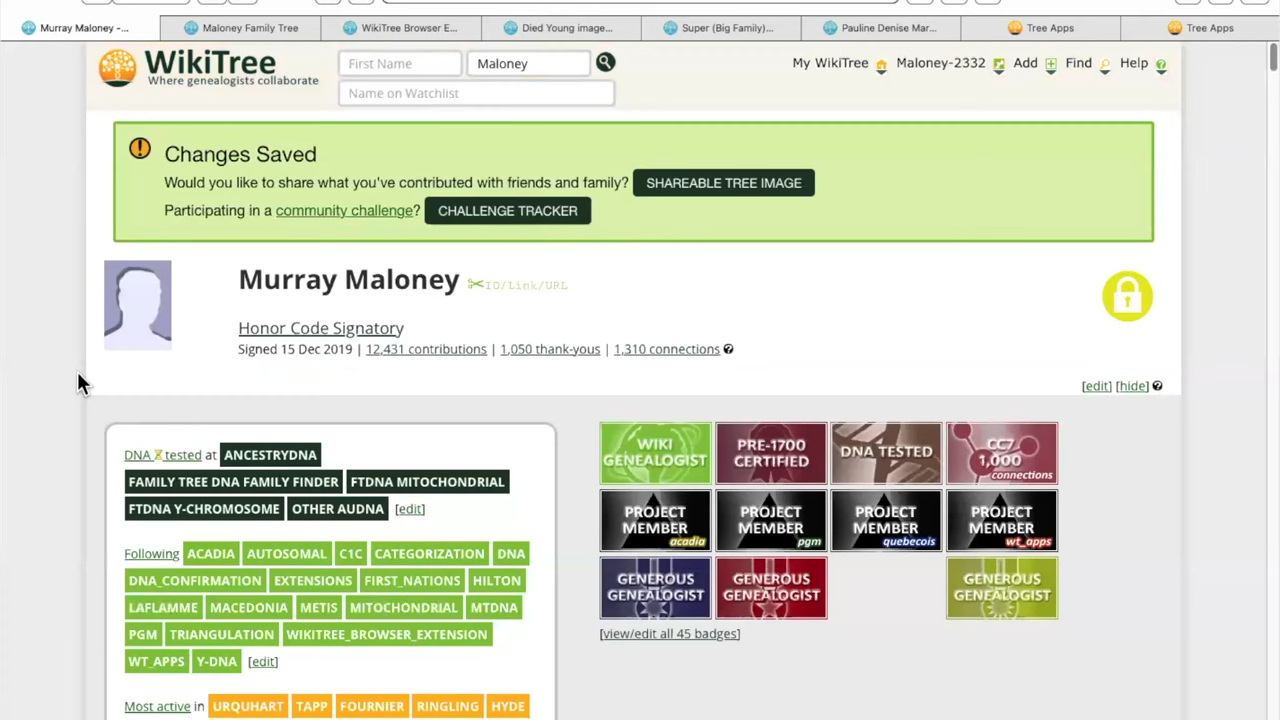 Murray Maloney -...
Maloney Family Tree
WikiTree Browser E...
Died Young image...
Super (Big Family)...
Pauline Denise Mar...
Tree Apps
Tree Apps
WikiTree
Where genealogists collaborate
First Name
Maloney
Name on Watchlist
My WikiTree
Maloney-2332
Add
Find
Help
Changes Saved
Would you like to share what you've contributed with friends and family? SHAREABLE TREE IMAGE
Participating in a community challenge? CHALLENGE TRACKER
Murray Maloney ID/Link/URL
Honor Code Signatory
Signed 15 Dec 2019 | 12,431 contributions | 1,050 thank-yous | 1,310 connections
[edit] [hide]
DNA tested at ANCESTRYDNA
FAMILY TREE DNA FAMILY FINDER FTDNA MITOCHONDRIAL
FTDNA Y-CHROMOSOME OTHER AUDNA [edit]
Following ACADIA AUTOSOMAL C1C CATEGORIZATION DNA
DNA_CONFIRMATION EXTENSIONS FIRST_NATIONS HILTON
LAFLAMME MACEDONIA METIS MITOCHONDRIAL MTDNA
PGM TRIANGULATION WIKITREE_BROWSER_EXTENSION
WT_APPS Y-DNA [edit]
Most active in URQUHART TAPP FOURNIER RINGLING HYDE
WIKI GENEALOGIST
PRE-1700 CERTIFIED
DNA TESTED
CC7 1,000 connections
PROJECT MEMBER acadia
PROJECT MEMBER pgm
PROJECT MEMBER quebecois
PROJECT MEMBER wt_apps
GENEROUS GENEALOGIST
GENEROUS GENEALOGIST
GENEROUS GENEALOGIST
[view/edit all 45 badges]